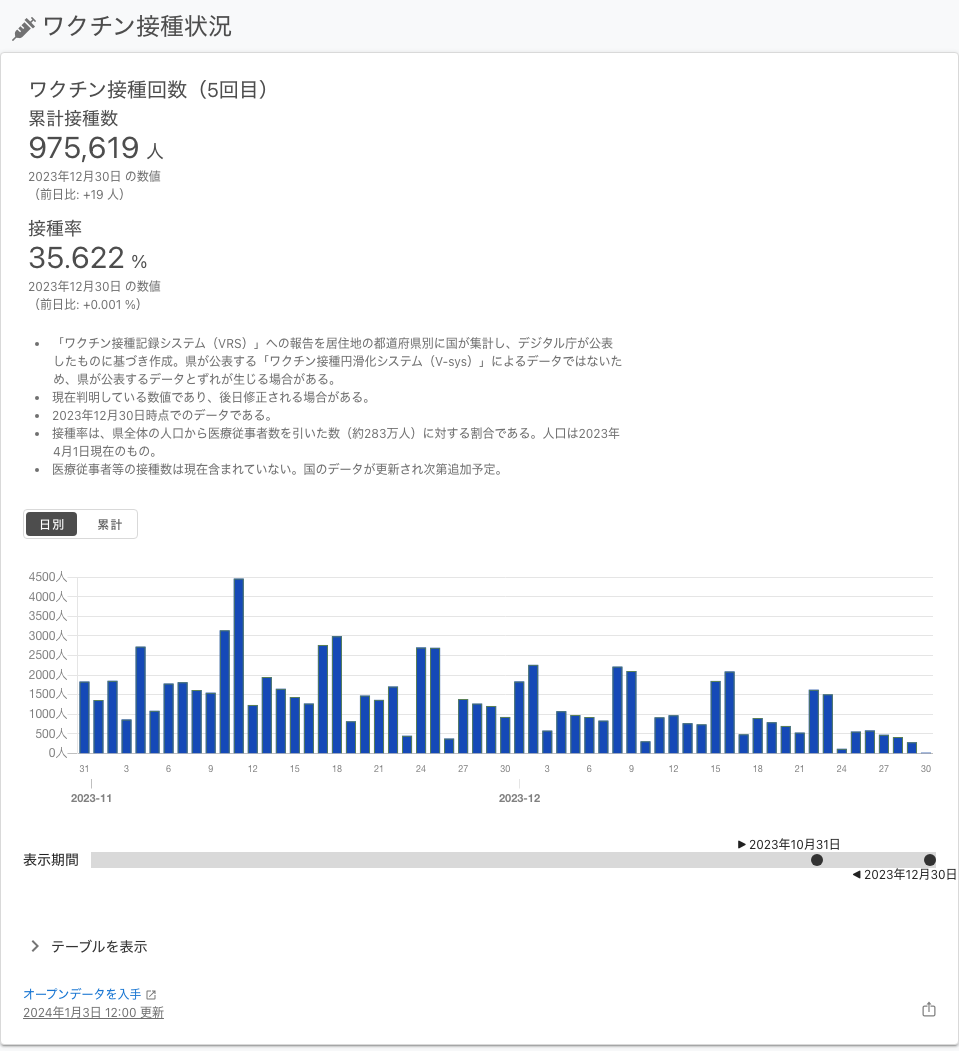 ワクチン接種状況
ワクチン接種回数（5回目）
累計接種数
975,619 人
2023年12月30日 の数値
（前日比: +19 人）
接種率
35.622 %
2023年12月30日 の数値
（前日比: +0.001 %）
「ワクチン接種記録システム（VRS）」への報告を居住地の都道府県別に国が集計し、デジタル庁が公表
したものに基づき作成。県が公表する「ワクチン接種円滑化システム（V-sys）」によるデータではないた
め、県が公表するデータとずれが生じる場合がある。
現在判明している数値であり、後日修正される場合がある。
2023年12月30日時点でのデータである。
接種率は、県全体の人口から医療従事者数を引いた数（約283万人）に対する割合である。人口は2023年
4月1日現在のもの。
医療従事者等の接種数は現在含まれていない。国のデータが更新され次第追加予定。
日別 累計
4500人
4000人
3500人
3000人
2500人
2000人
1500人
1000人
500人
0人
31 3 6 9 12 15 18 21 24 27 30 3 6 9 12 15 18 21 24 27 30
2023-11 2023-12
▶ 2023年10月31日
表示期間
◀ 2023年12月30日
テーブルを表示
オープンデータを入手
2024年1月3日 12:00 更新